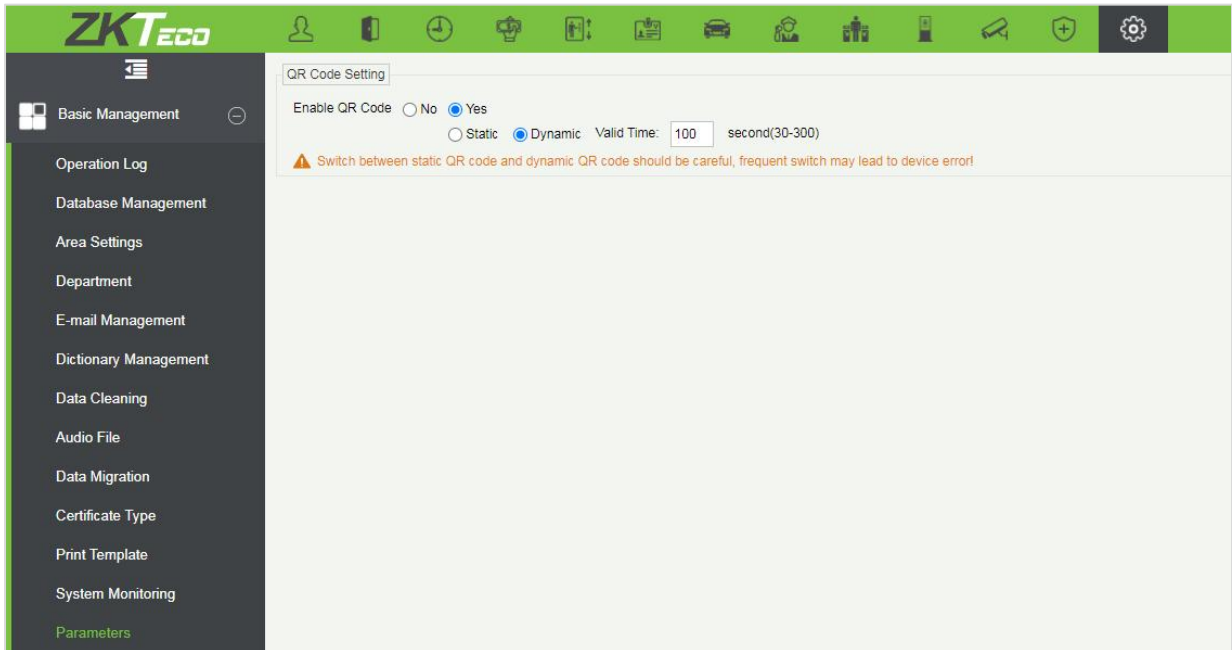 ZKTeco
QR Code Setting
Basic Management
Enable QR Code No Yes
Static Dynamic Valid Time: 100 second(30-300)
Switch between static QR code and dynamic QR code should be careful, frequent switch may lead to device error!
Operation Log
Database Management
Area Settings
Department
E-mail Management
Dictionary Management
Data Cleaning
Audio File
Data Migration
Certificate Type
Print Template
System Monitoring
Parameters